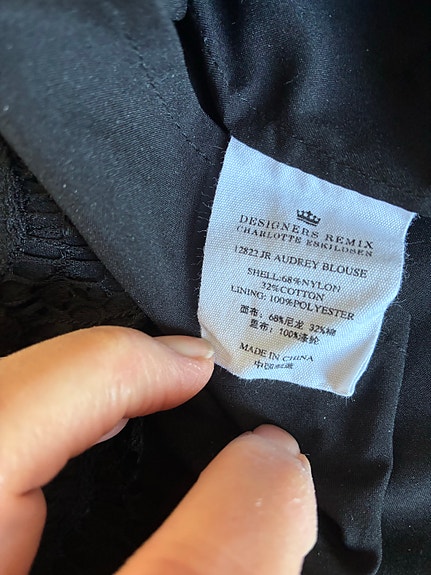 DESIGNERS REMIX
CHARLOTTE ESKILDSEN
12822 JR AUDREY BLOUSE
SHELL:68%NYLON
32%COTTON
LINING: 100%POLYESTER
面布: 68%尼龙 32%棉
里布: 100%涤纶
MADE IN CHINA
中国制造